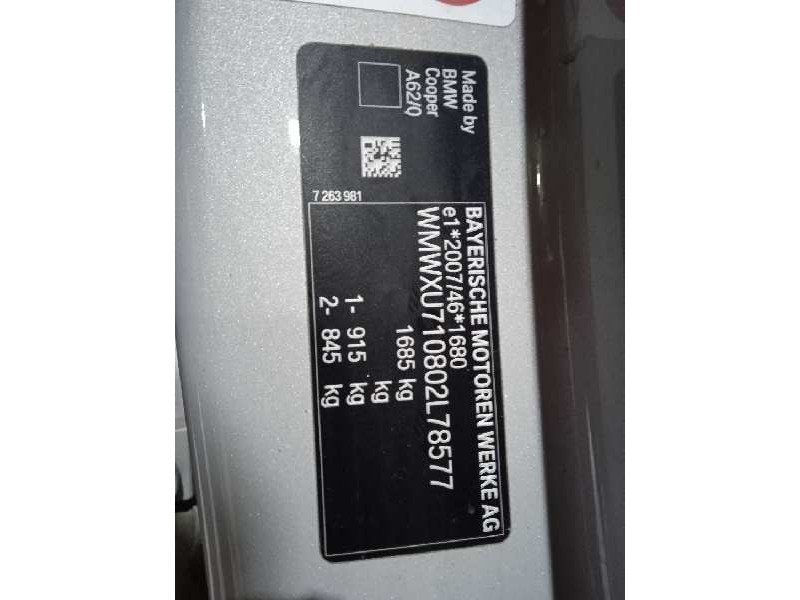 Made by
BMW
Cooper
A62/0
7 263 981
BAYERISCHE MOTOREN WERKE AG
e1*2007/46*1680
WMWXU710802L78577
1685 kg
kg
1- 915 kg
2- 845 kg